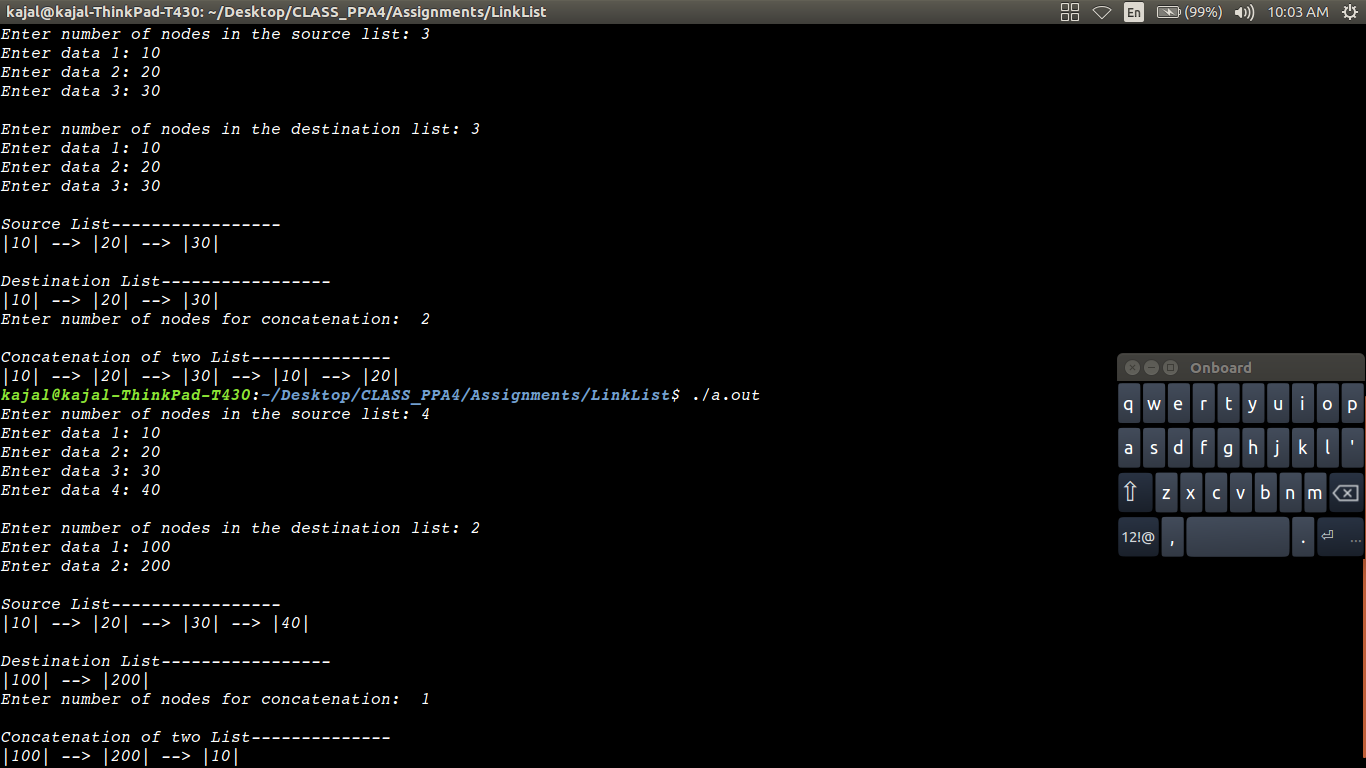 kajal@kajal-ThinkPad-T430: ~/Desktop/CLASS_PPA4/Assignments/LinkList En (99%) 10:03 AM
Enter number of nodes in the source list: 3
Enter data 1: 10
Enter data 2: 20
Enter data 3: 30
Enter number of nodes in the destination list: 3
Enter data 1: 10
Enter data 2: 20
Enter data 3: 30
Source List-----------------
|10| --> |20| --> |30|
Destination List-----------------
|10| --> |20| --> |30|
Enter number of nodes for concatenation:  2
Concatenation of two List--------------
|10| --> |20| --> |30| --> |10| --> |20|
kajal@kajal-ThinkPad-T430:~/Desktop/CLASS_PPA4/Assignments/LinkList$ ./a.out
Enter number of nodes in the source list: 4
Enter data 1: 10
Enter data 2: 20
Enter data 3: 30
Enter data 4: 40
Enter number of nodes in the destination list: 2
Enter data 1: 100
Enter data 2: 200
Source List-----------------
|10| --> |20| --> |30| --> |40|
Destination List-----------------
|100| --> |200|
Enter number of nodes for concatenation:  1
Concatenation of two List--------------
|100| --> |200| --> |10|
Onboard
q w e r t y u i o p
a s d f g h j k l '
z x c v b n m
12!@ , . ...